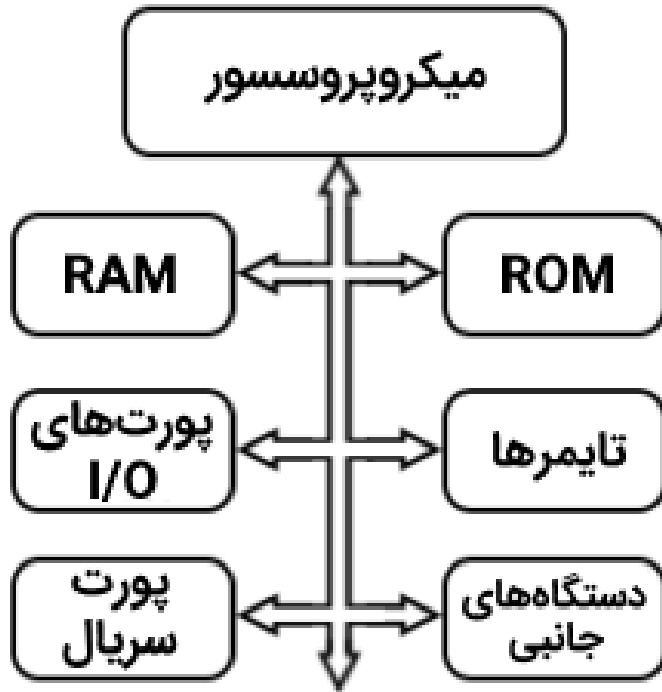 میکروپروسسور
RAM
ROM
پورت‌های
I/O
تایمرها
پورت
سریال
دستگاه‌های
جانبی